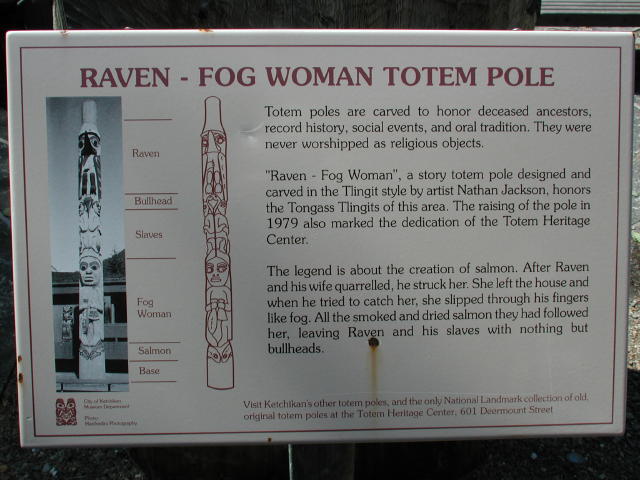 RAVEN - FOG WOMAN TOTEM POLE
Raven
Bullhead
Slaves
Fog
Woman
Salmon
Base
Totem poles are carved to honor deceased ancestors,
record history, social events, and oral tradition. They were
never worshipped as religious objects.
"Raven - Fog Woman", a story totem pole designed and
carved in the Tlingit style by artist Nathan Jackson, honors
the Tongass Tlingits of this area. The raising of the pole in
1979 also marked the dedication of the Totem Heritage
Center.
The legend is about the creation of salmon. After Raven
and his wife quarrelled, he struck her. She left the house and
when he tried to catch her, she slipped through his fingers
like fog. All the smoked and dried salmon they had followed
her, leaving Raven and his slaves with nothing but
bullheads.
City of Ketchikan
Museum Department
Photo:
Photography
Visit Ketchikan's other totem poles, and the only National Landmark collection of old,
original totem poles at the Totem Heritage Center, 601 Deermount Street